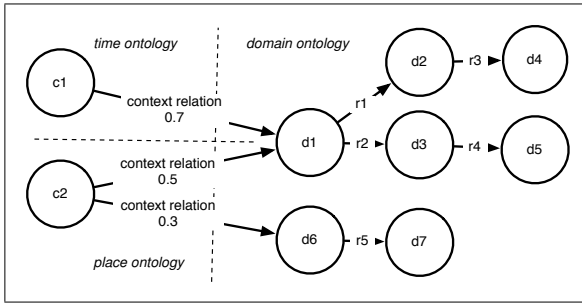 time ontology
domain ontology
c1
context relation
0.7
d1
r1
d2
r3
d4
r2
d3
r4
d5
c2
context relation
0.5
context relation
0.3
d6
r5
d7
place ontology